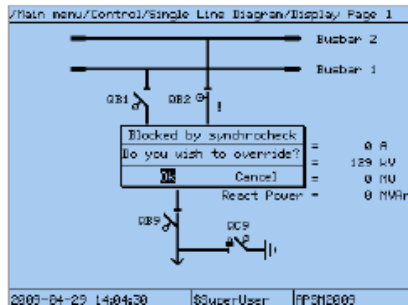 /Main menu/Control/Single Line Diagram/Display Page 1
Busbar 2
Busbar 1
QB1
QB2
!
Blocked by synchrocheck
Do you wish to override?
Ok
Cancel
= 0 A
= 129 kV
= 0 MW
React Power = 0 MVAr
QB9
QC9
2009-04-29 14:04:30
$SuperUser
APSM2009